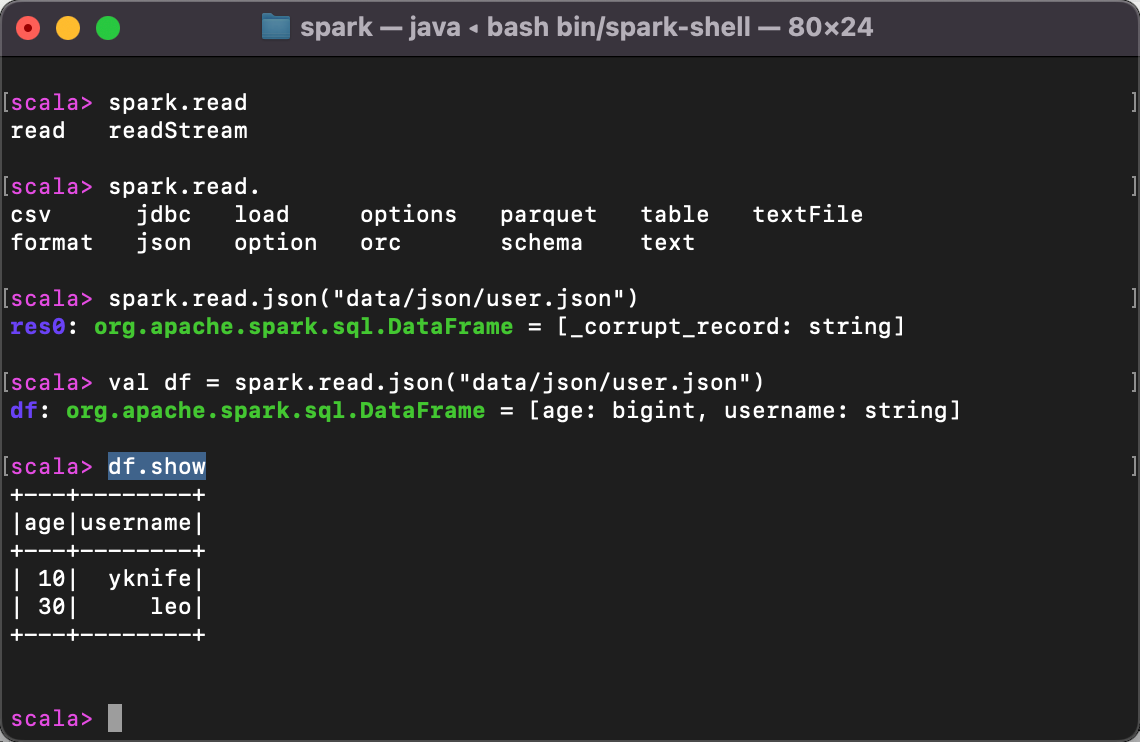 spark — java ◂ bash bin/spark-shell — 80×24
[scala> spark.read ]
read   readStream
[scala> spark.read. ]
csv      jdbc   load     options   parquet   table   textFile
format   json   option   orc       schema    text
[scala> spark.read.json("data/json/user.json") ]
res0: org.apache.spark.sql.DataFrame = [_corrupt_record: string]
[scala> val df = spark.read.json("data/json/user.json") ]
df: org.apache.spark.sql.DataFrame = [age: bigint, username: string]
[scala> df.show ]
+---+--------+
|age|username|
+---+--------+
| 10|  yknife|
| 30|     leo|
+---+--------+
scala>